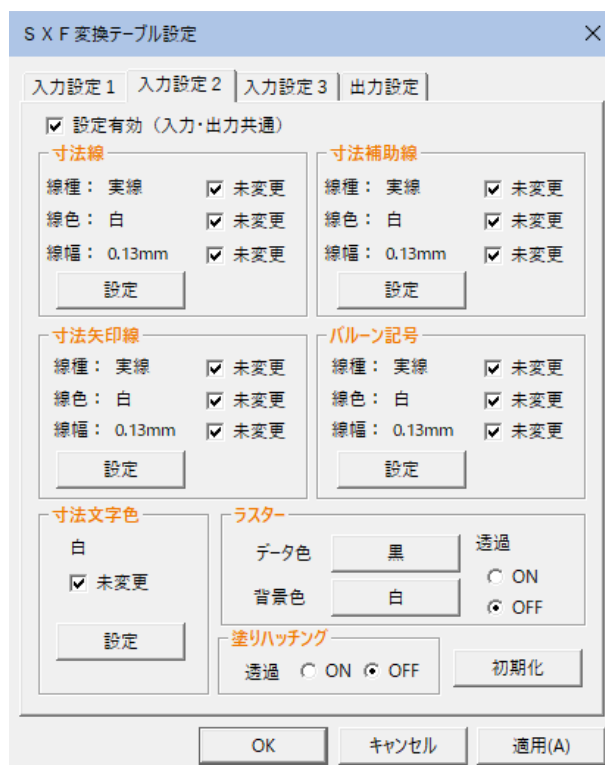 ＳＸＦ変換テーブル設定
入力設定１ 入力設定２ 入力設定３ 出力設定
設定有効（入力・出力共通）
寸法線
線種： 実線 未変更
線色： 白 未変更
線幅： 0.13mm 未変更
設定
寸法補助線
線種： 実線 未変更
線色： 白 未変更
線幅： 0.13mm 未変更
設定
寸法矢印線
線種： 実線 未変更
線色： 白 未変更
線幅： 0.13mm 未変更
設定
バルーン記号
線種： 実線 未変更
線色： 白 未変更
線幅： 0.13mm 未変更
設定
寸法文字色
白
未変更
設定
ラスター
データ色 黒
背景色 白
透過
ON
OFF
塗りハッチング
透過 ON OFF
初期化
OK キャンセル 適用(A)